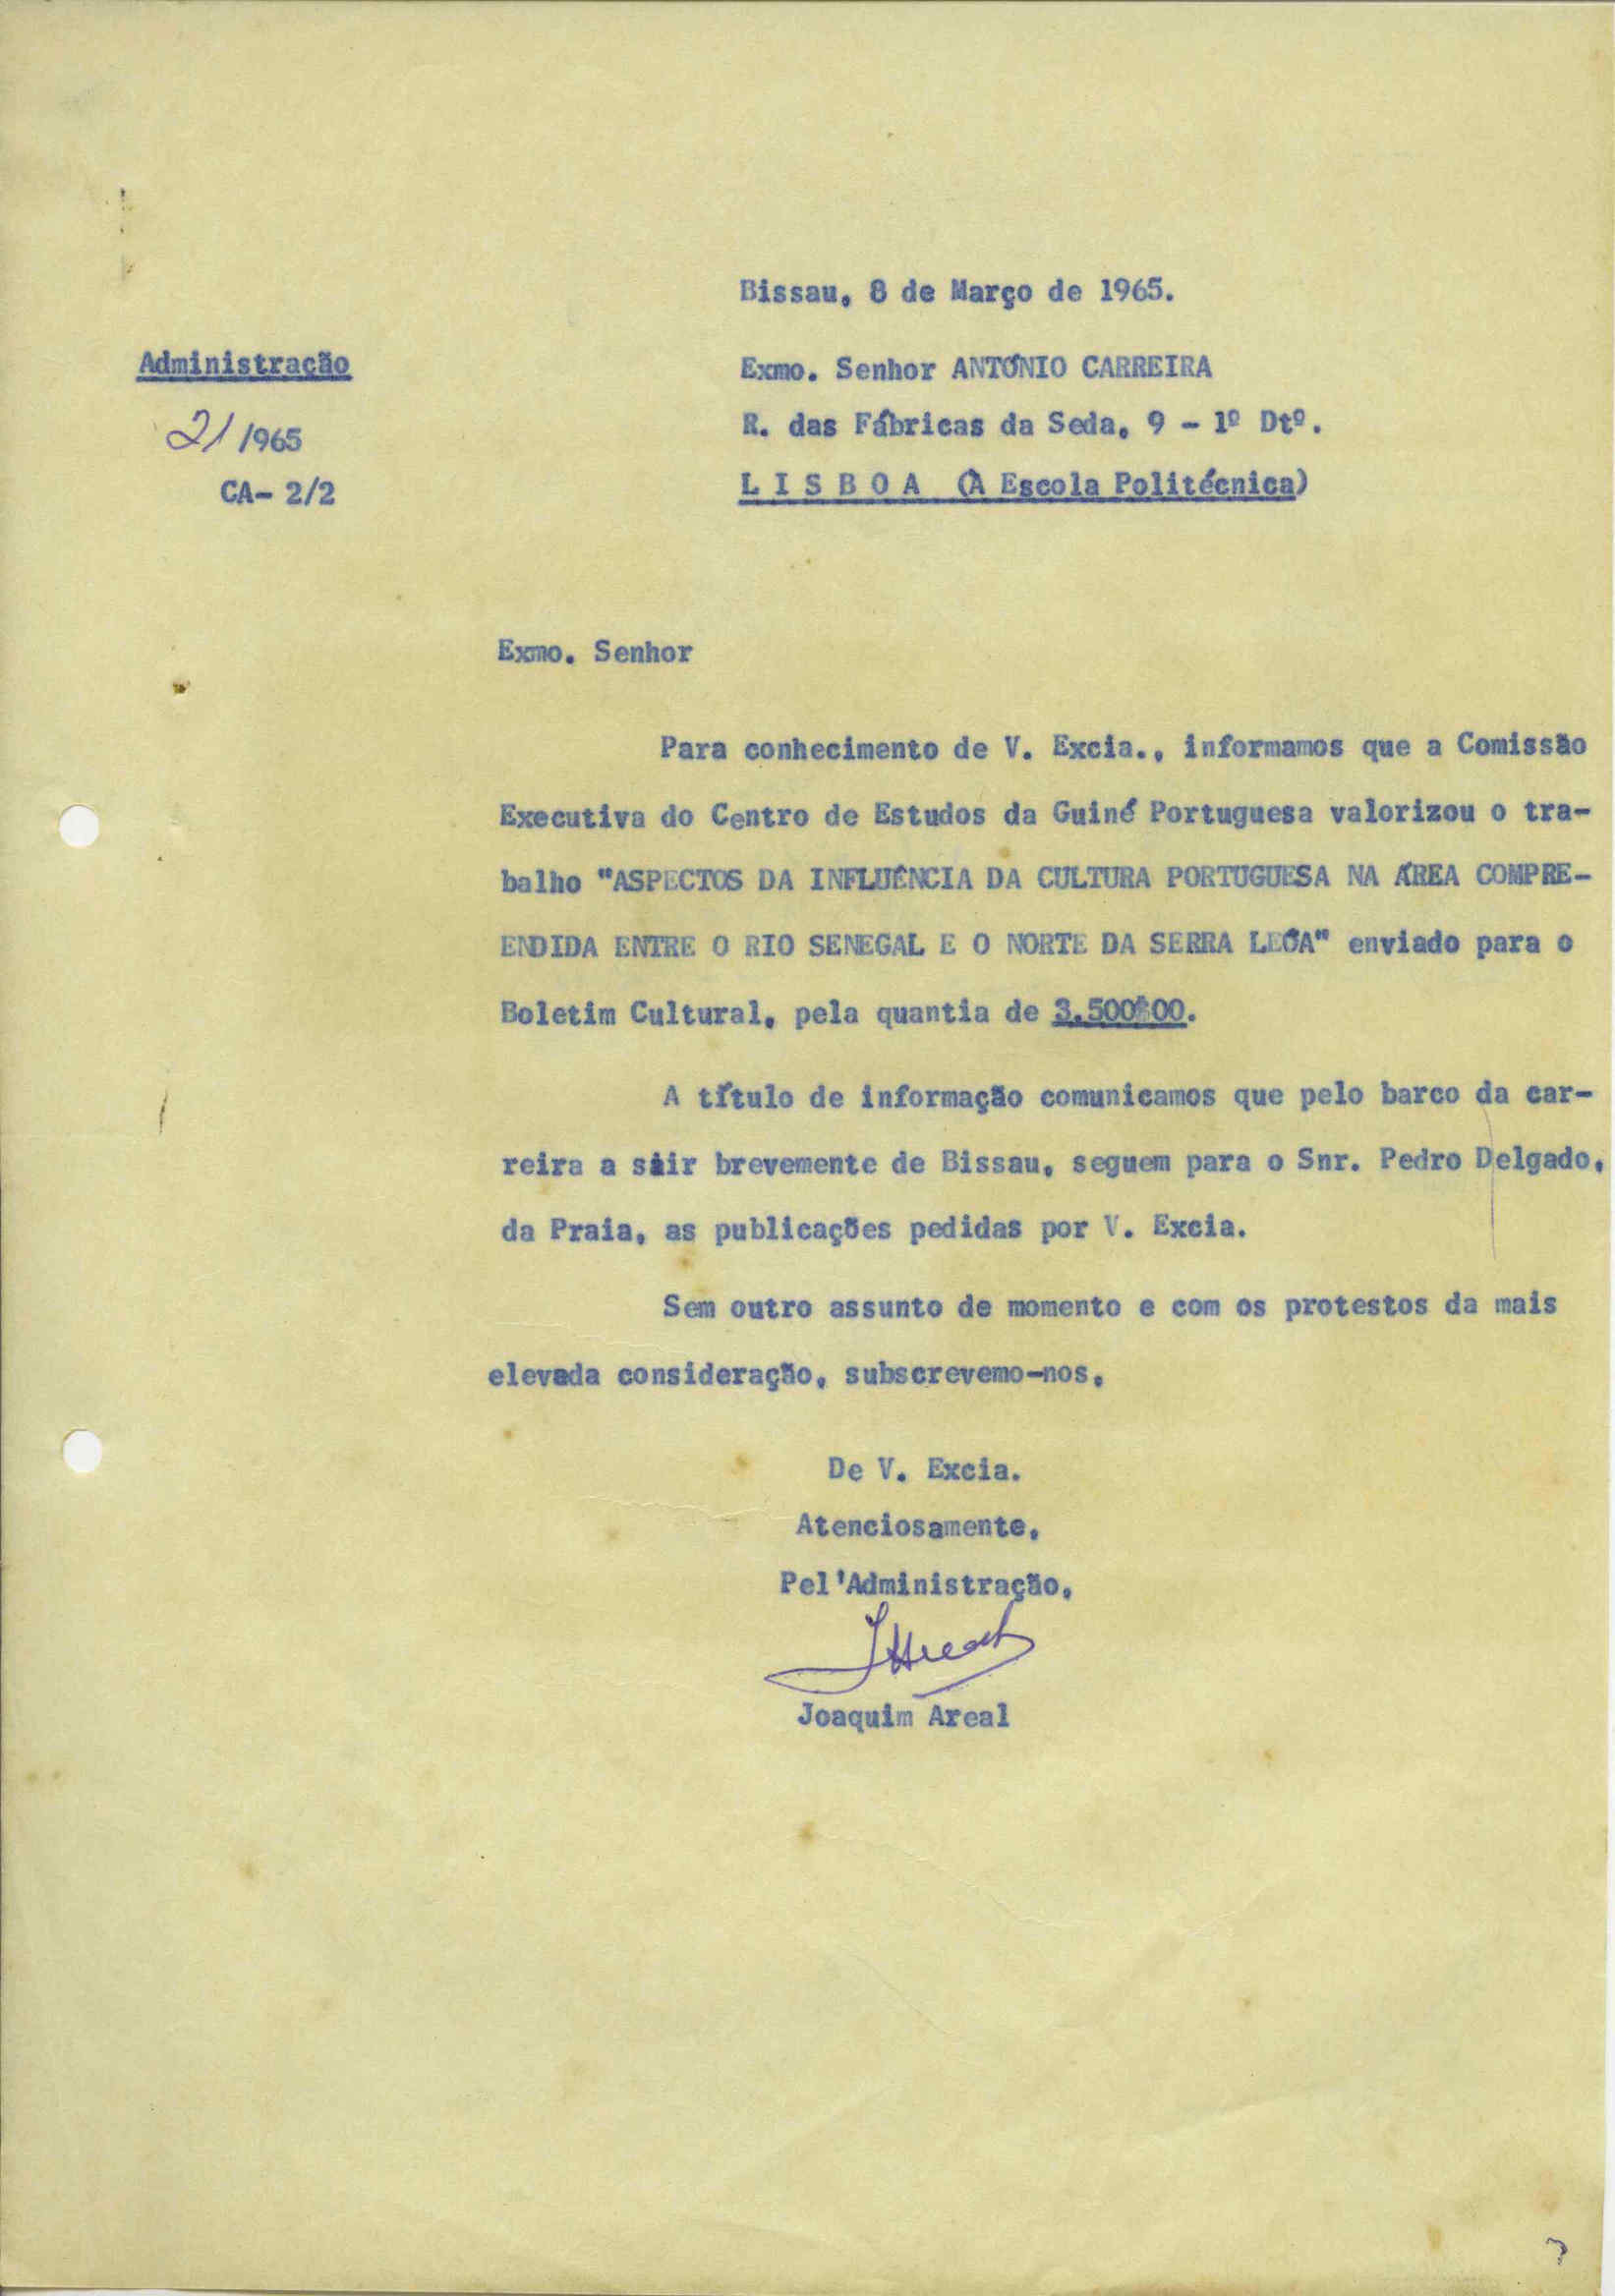 Bissau, 8 de Março de 1965.
Administração
21/965
CA- 2/2
Exmo. Senhor ANTÓNIO CARREIRA
R. das Fábricas da Seda, 9 - 1º Dtº.
L I S B O A (À Escola Politécnica)
Exmo. Senhor
Para conhecimento de V. Excia., informamos que a Comissão
Executiva do Centro de Estudos da Guiné Portuguesa valorizou o tra-
balho "ASPECTOS DA INFLUÊNCIA DA CULTURA PORTUGUESA NA ÁREA COMPRE-
ENDIDA ENTRE O RIO SENEGAL E O NORTE DA SERRA LEOA" enviado para o
Boletim Cultural, pela quantia de 3.500$00.
A título de informação comunicamos que pelo barco da car-
reira a sair brevemente de Bissau, seguem para o Snr. Pedro Delgado,
da Praia, as publicações pedidas por V. Excia.
Sem outro assunto de momento e com os protestos da mais
elevada consideração, subscrevemo-nos,
De V. Excia.
Atenciosamente,
Pel'Administração,
JAreal
Joaquim Areal